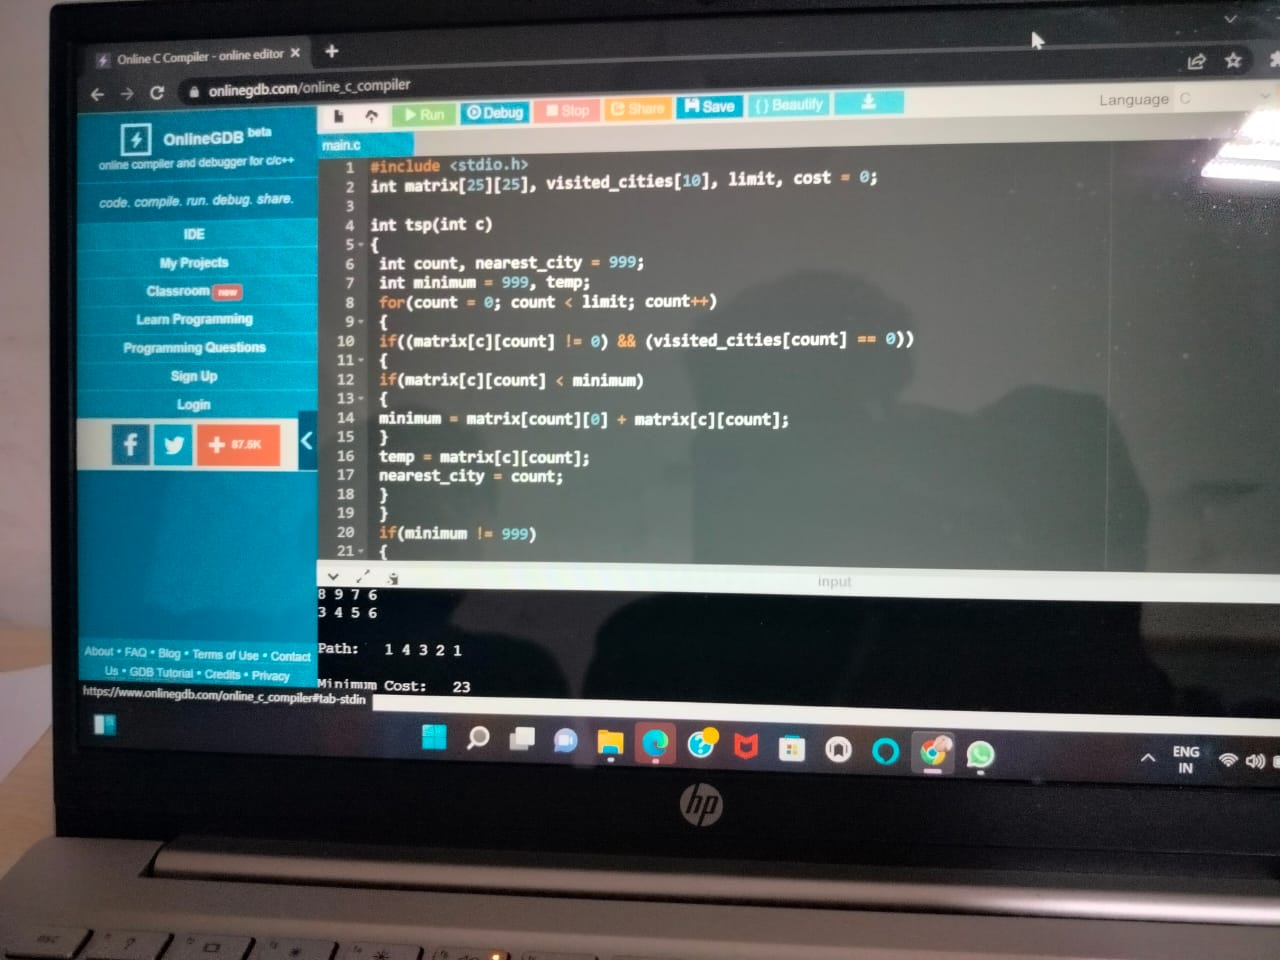 Online C Compiler - online editor
onlinegdb.com/online_c_compiler
OnlineGDB beta
online compiler and debugger for c/c++
code. compile. run. debug. share.
IDE
My Projects
Classroom new
Learn Programming
Programming Questions
Sign Up
Login
87.5K
About • FAQ • Blog • Terms of Use • Contact
Us • GDB Tutorial • Credits • Privacy
https://www.onlinegdb.com/online_c_compiler#tab-stdin
Run Debug Stop Share Save { } Beautify
Language C
main.c
1 #include <stdio.h>
2 int matrix[25][25], visited_cities[10], limit, cost = 0;
3
4 int tsp(int c)
5 {
6 int count, nearest_city = 999;
7 int minimum = 999, temp;
8 for(count = 0; count < limit; count++)
9 {
10 if((matrix[c][count] != 0) && (visited_cities[count] == 0))
11 {
12 if(matrix[c][count] < minimum)
13 {
14 minimum = matrix[count][0] + matrix[c][count];
15 }
16 temp = matrix[c][count];
17 nearest_city = count;
18 }
19 }
20 if(minimum != 999)
21 {
input
8 9 7 6
3 4 5 6
Path: 1 4 3 2 1
Minimum Cost: 23
ENG
IN
hp
esc